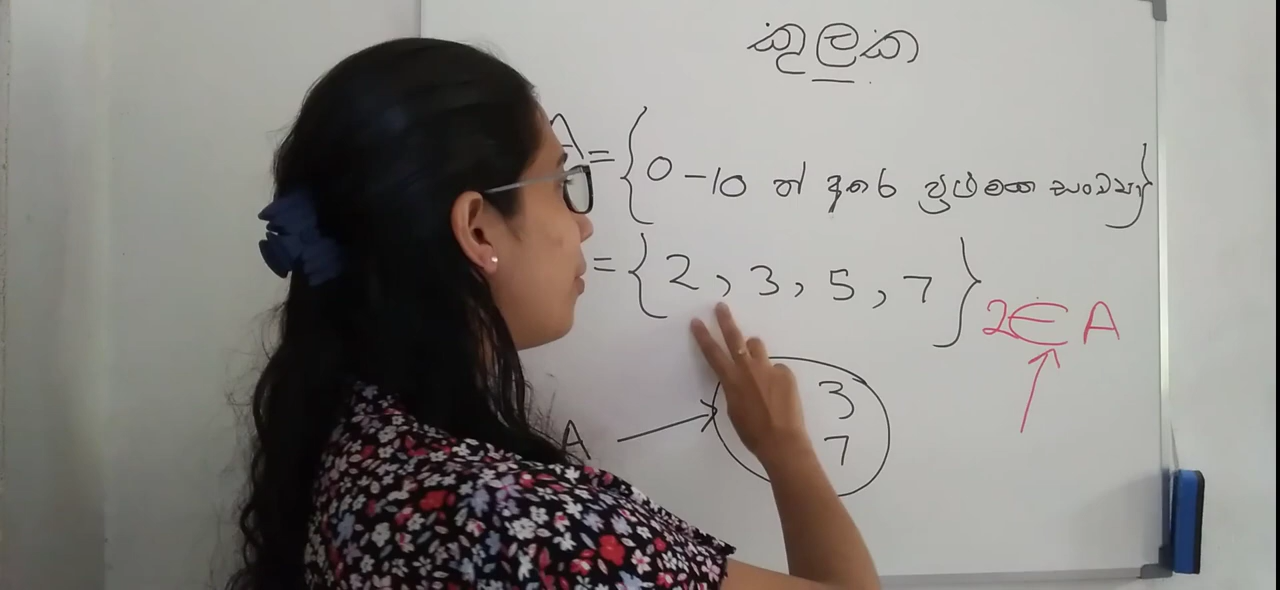 කුලක
A = {0 - 10 ත් අතර ප්‍රථමක සංඛ්‍යා}
= {2, 3, 5, 7}
2 ∈ A
3
A
7